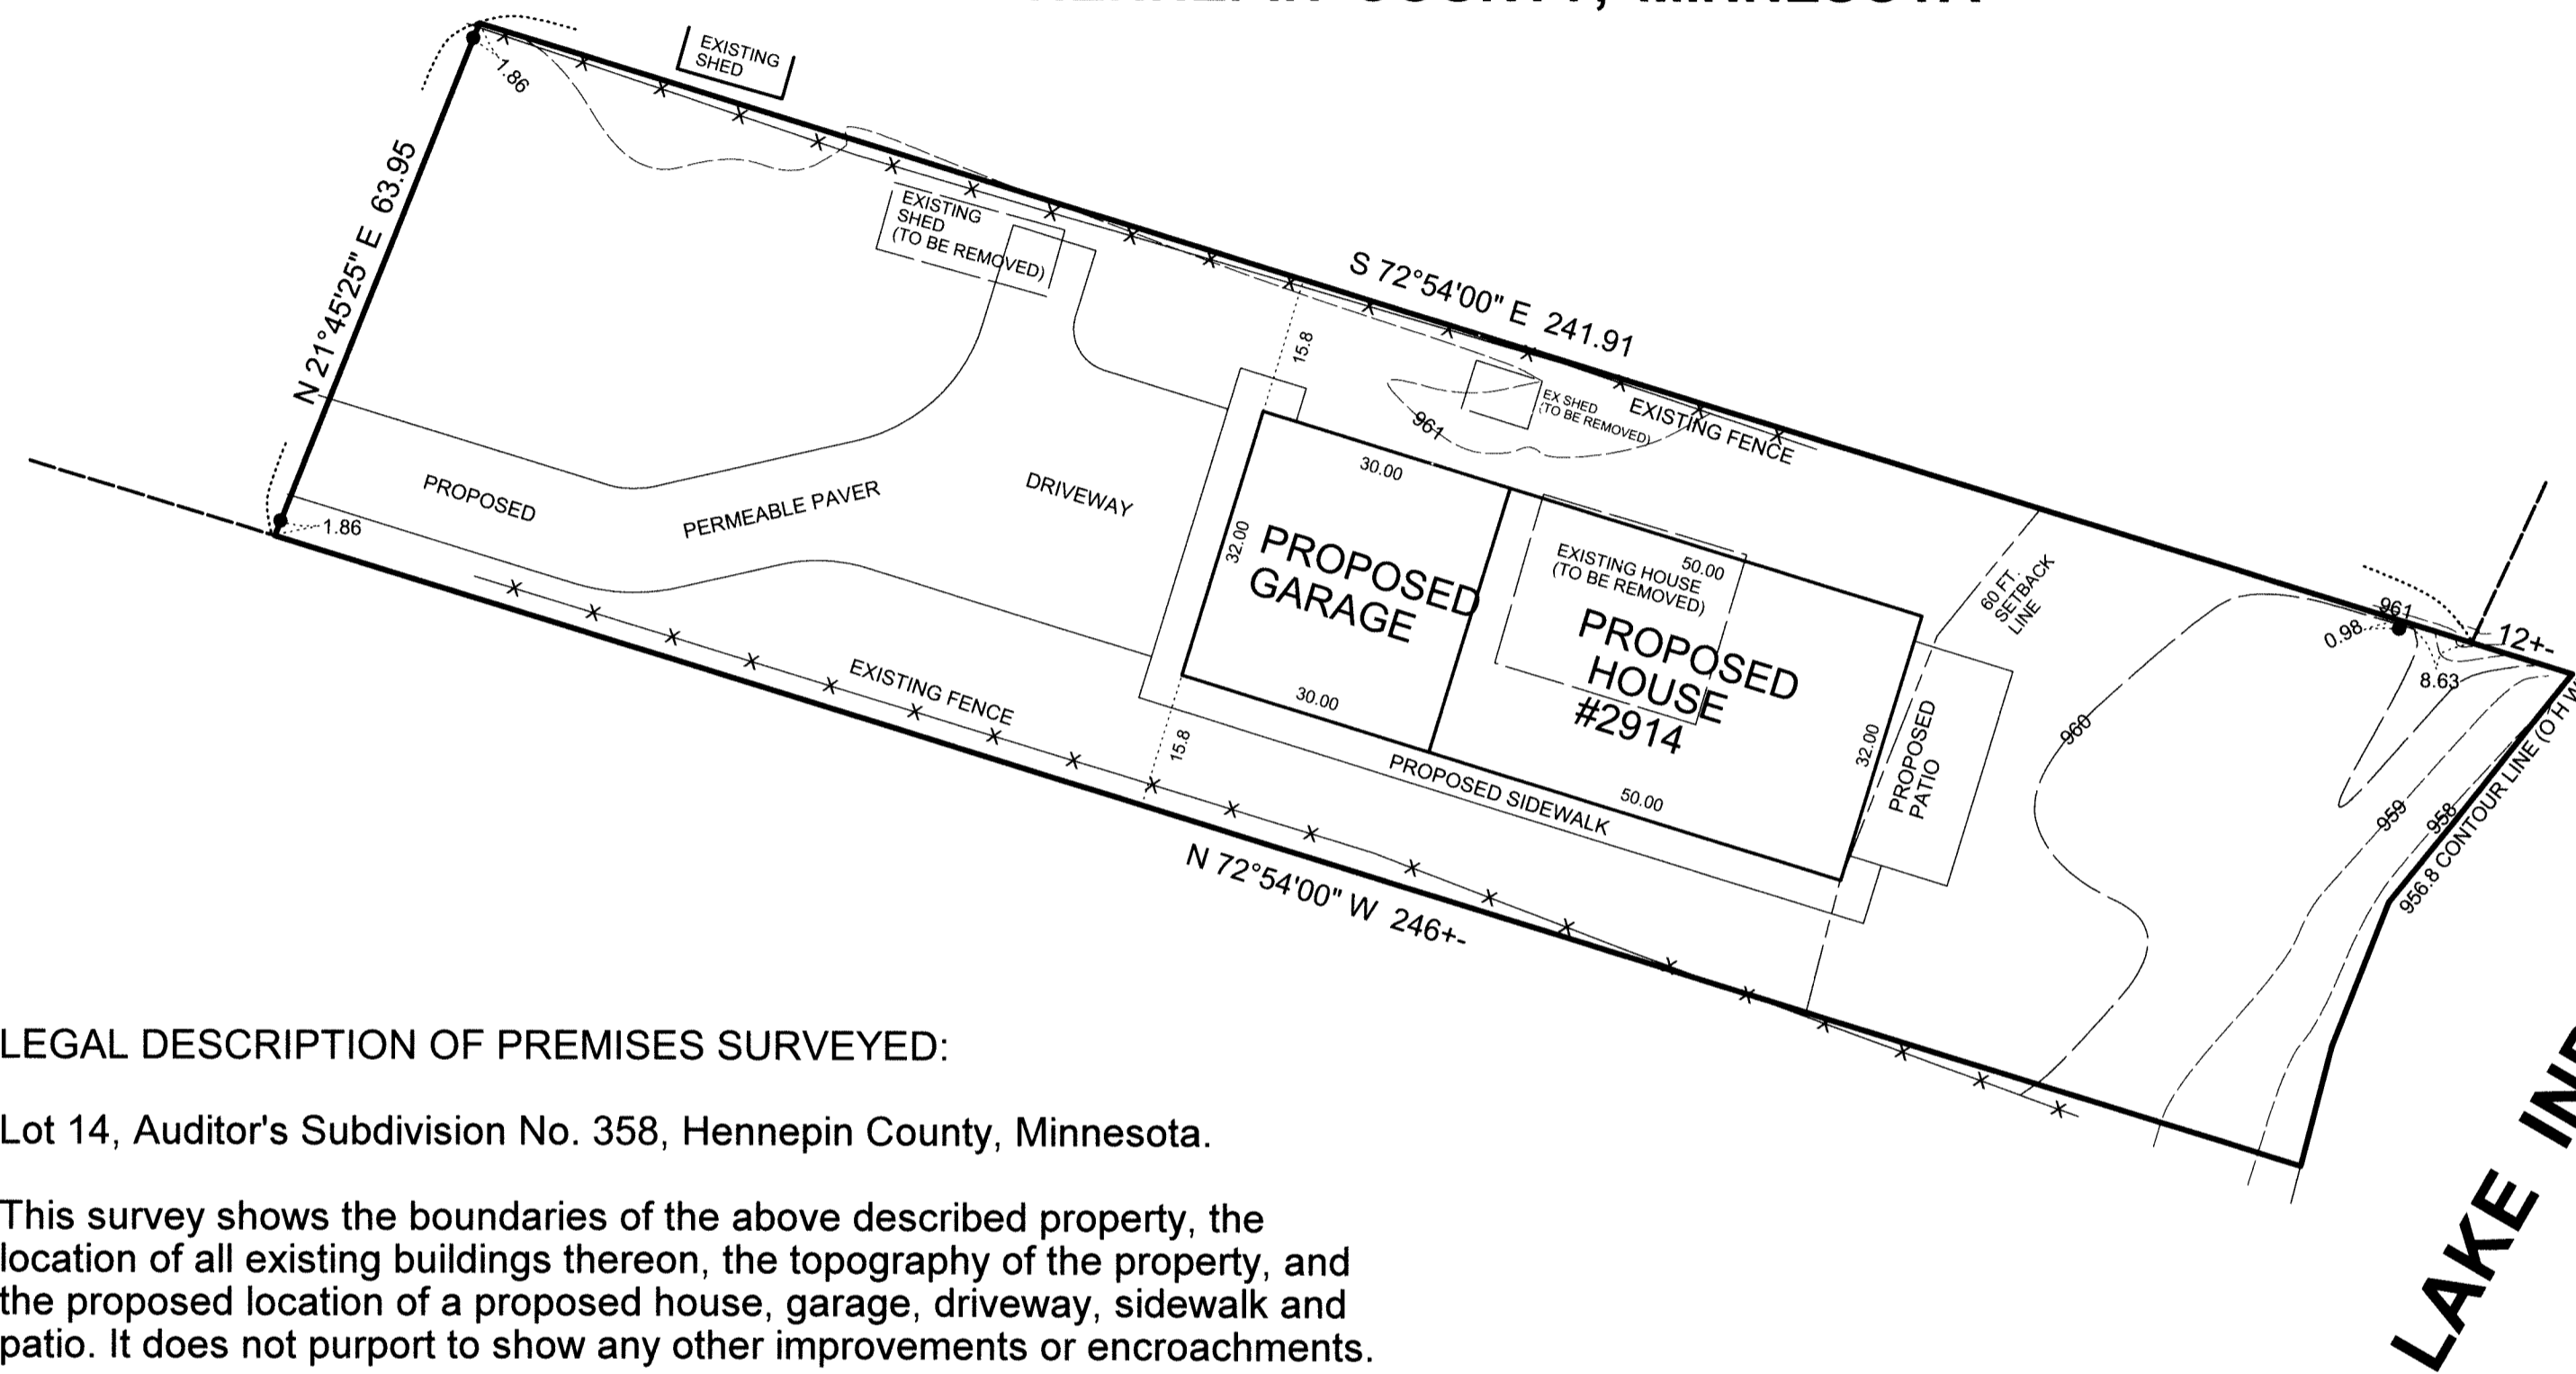 COUNTY, MINNESOTA
EXISTING
SHED
1.86
N 21°45'25" E 63.95
EXISTING
SHED
(TO BE REMOVED)
S 72°54'00" E 241.91
15.8
EX SHED
(TO BE REMOVED)
EXISTING FENCE
961
PROPOSED
PERMEABLE PAVER
DRIVEWAY
1.86
30.00
32.00
PROPOSED
GARAGE
30.00
EXISTING HOUSE
(TO BE REMOVED)
50.00
PROPOSED
HOUSE
#2914
50.00
32.00
PROPOSED
PATIO
60 FT.
SETBACK
LINE
961
0.98
12+-
8.63
960
959
958
956.8 CONTOUR LINE (O H W
EXISTING FENCE
15.8
PROPOSED SIDEWALK
N 72°54'00" W 246+-
LAKE
LEGAL DESCRIPTION OF PREMISES SURVEYED:
Lot 14, Auditor's Subdivision No. 358, Hennepin County, Minnesota.
This survey shows the boundaries of the above described property, the
location of all existing buildings thereon, the topography of the property, and
the proposed location of a proposed house, garage, driveway, sidewalk and
patio. It does not purport to show any other improvements or encroachments.